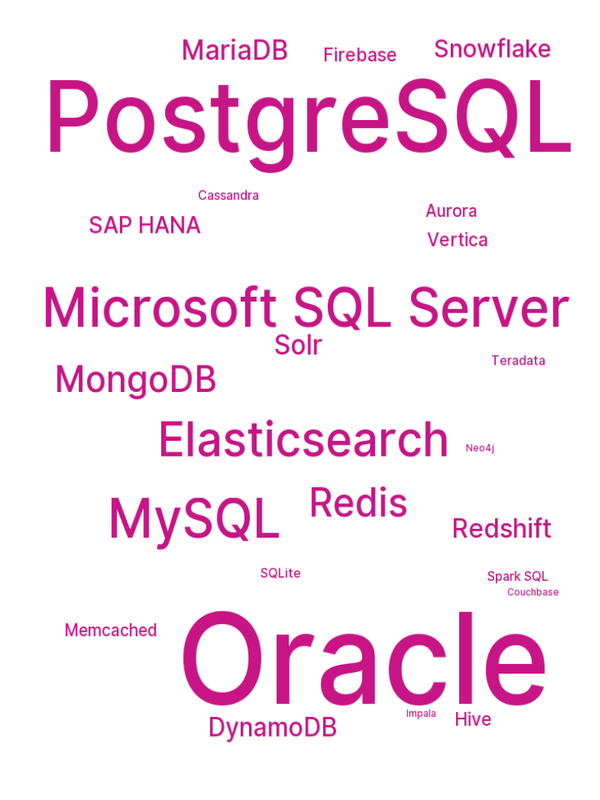 MariaDB Firebase Snowflake
PostgreSQL
Cassandra
Aurora
SAP HANA
Vertica
Microsoft SQL Server
Solr
Teradata
MongoDB
Elasticsearch
Neo4j
Redis
MySQL
Redshift
SQLite
Spark SQL
Couchbase
Memcached
Oracle
Impala
Hive
DynamoDB